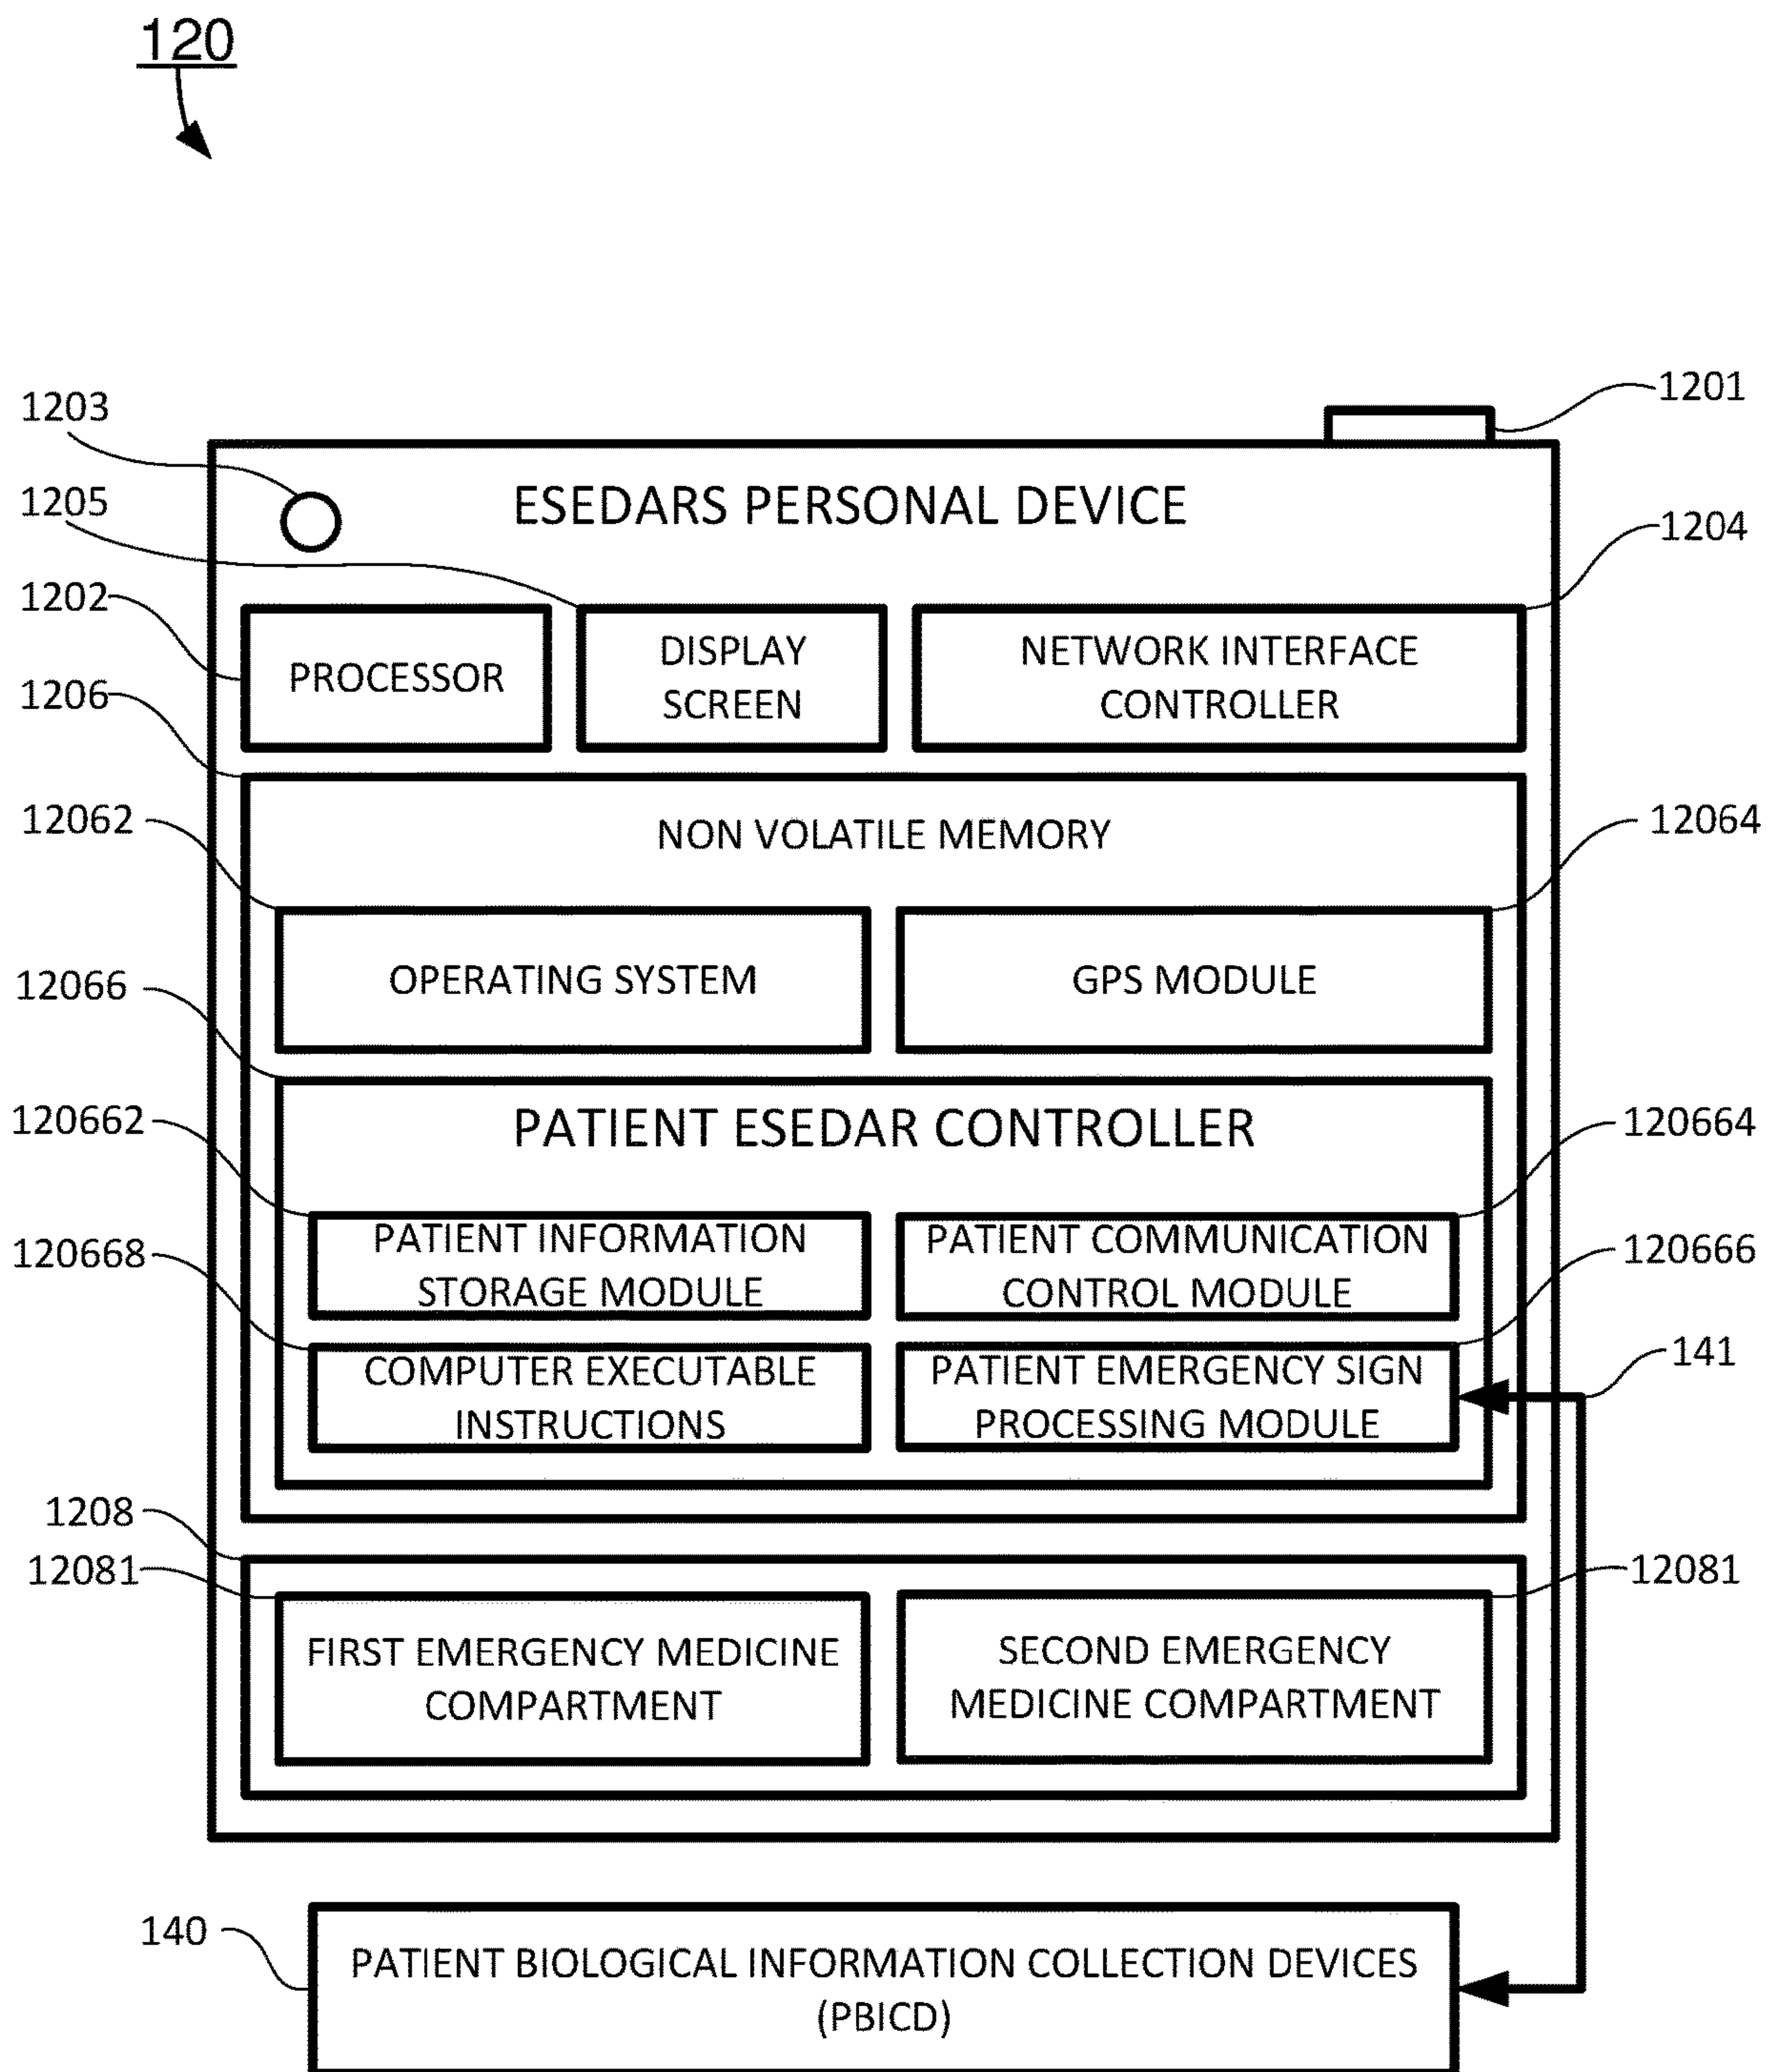 120
1201
1203
ESEDARS PERSONAL DEVICE
1205
1204
1202
PROCESSOR
DISPLAY
SCREEN
NETWORK INTERFACE
CONTROLLER
1206
NON VOLATILE MEMORY
12062
12064
OPERATING SYSTEM
GPS MODULE
12066
PATIENT ESEDAR CONTROLLER
120662
120664
PATIENT INFORMATION
STORAGE MODULE
PATIENT COMMUNICATION
CONTROL MODULE
120668
120666
COMPUTER EXECUTABLE
INSTRUCTIONS
PATIENT EMERGENCY SIGN
PROCESSING MODULE
141
1208
12081
12081
FIRST EMERGENCY MEDICINE
COMPARTMENT
SECOND EMERGENCY
MEDICINE COMPARTMENT
140
PATIENT BIOLOGICAL INFORMATION COLLECTION DEVICES
(PBICD)